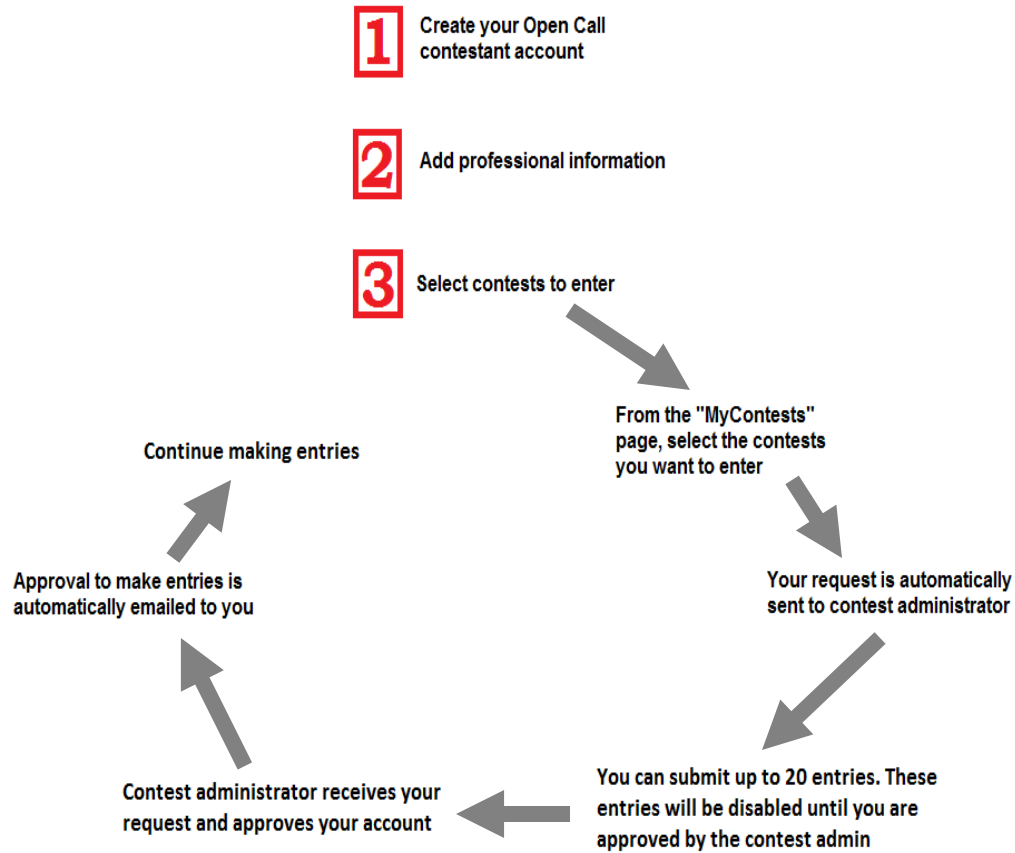 1
Create your Open Call
contestant account
2
Add professional information
3
Select contests to enter
From the "MyContests"
page, select the contests
you want to enter
Your request is automatically
sent to contest administrator
You can submit up to 20 entries. These
entries will be disabled until you are
approved by the contest admin
Contest administrator receives your
request and approves your account
Approval to make entries is
automatically emailed to you
Continue making entries